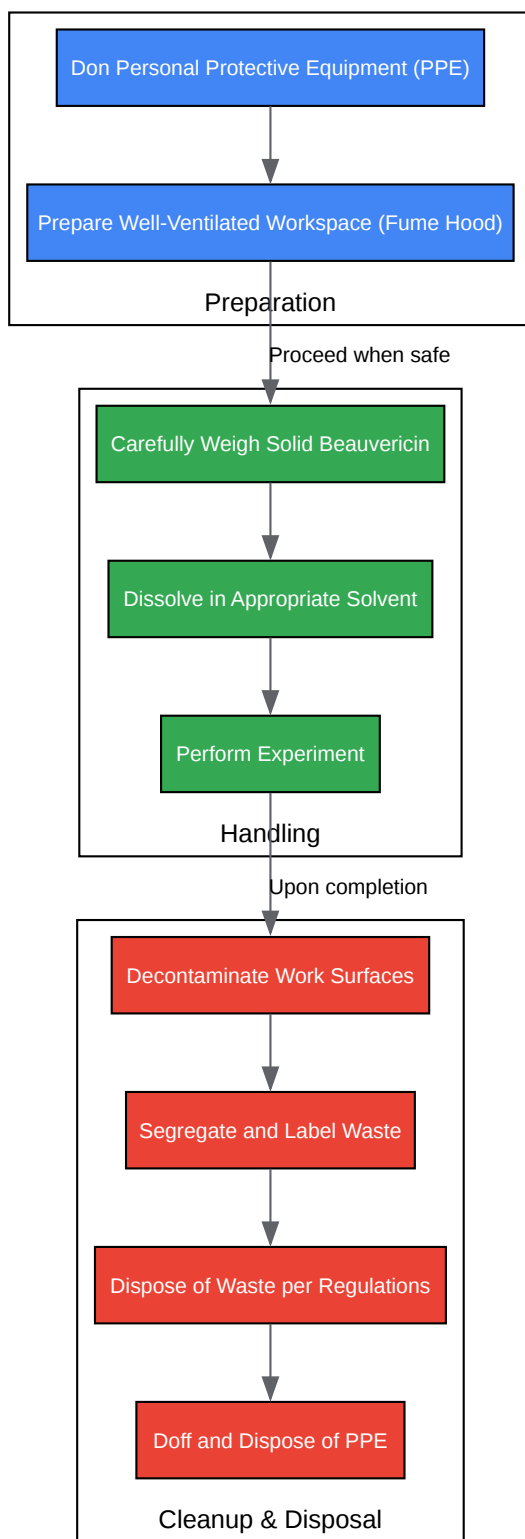 Don Personal Protective Equipment (PPE)
Prepare Well-Ventilated Workspace (Fume Hood)
Preparation
Proceed when safe
Carefully Weigh Solid Beauvericin
Dissolve in Appropriate Solvent
Perform Experiment
Handling
Upon completion
Decontaminate Work Surfaces
Segregate and Label Waste
Dispose of Waste per Regulations
Doff and Dispose of PPE
Cleanup & Disposal